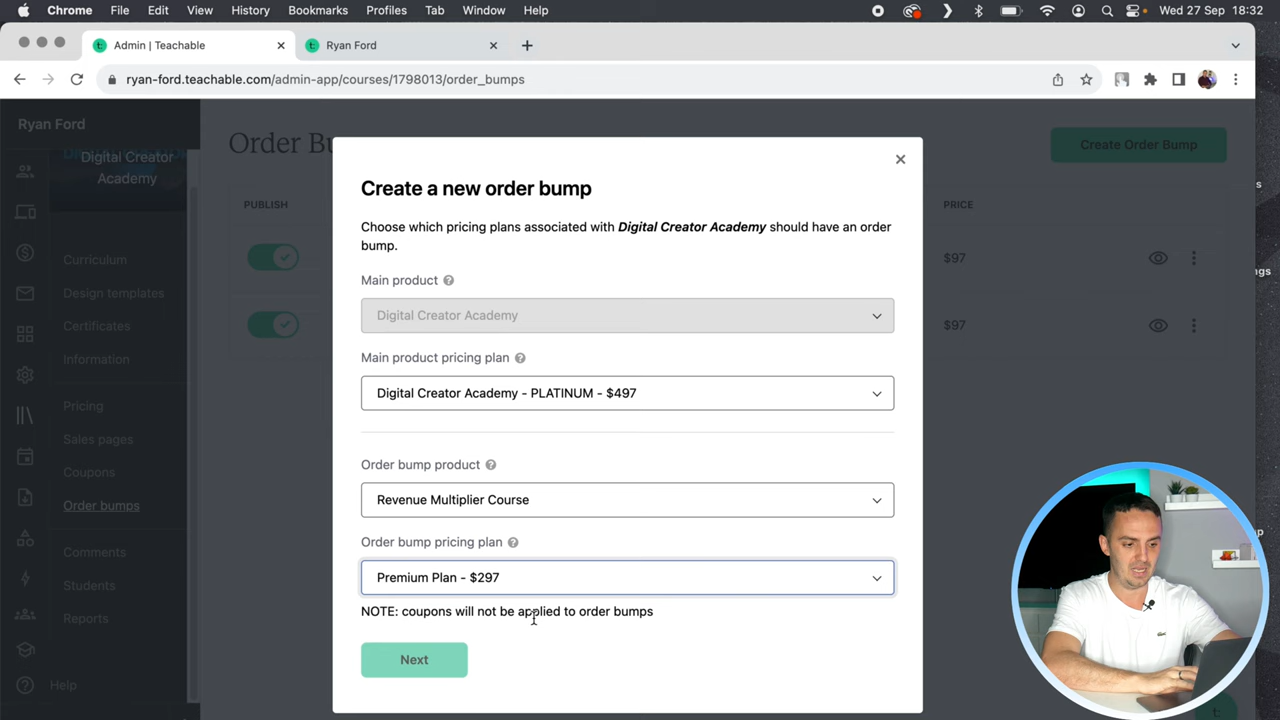 Chrome File Edit View History Bookmarks Profiles Tab Window Help Wed 27 Sep 18:32
Admin | Teachable
Ryan Ford
ryan-ford.teachable.com/admin-app/courses/1798013/order_bumps
Ryan Ford
Digital Creator
Academy
Curriculum
Design templates
Certificates
Information
Pricing
Sales pages
Coupons
Order bumps
Comments
Students
Reports
Help
Order Bu
Create Order Bump
PUBLISH
PRICE
$97
$97
Create a new order bump
Choose which pricing plans associated with Digital Creator Academy should have an order
bump.
Main product
Digital Creator Academy
Main product pricing plan
Digital Creator Academy - PLATINUM - $497
Order bump product
Revenue Multiplier Course
Order bump pricing plan
Premium Plan - $297
NOTE: coupons will not be applied to order bumps
Next